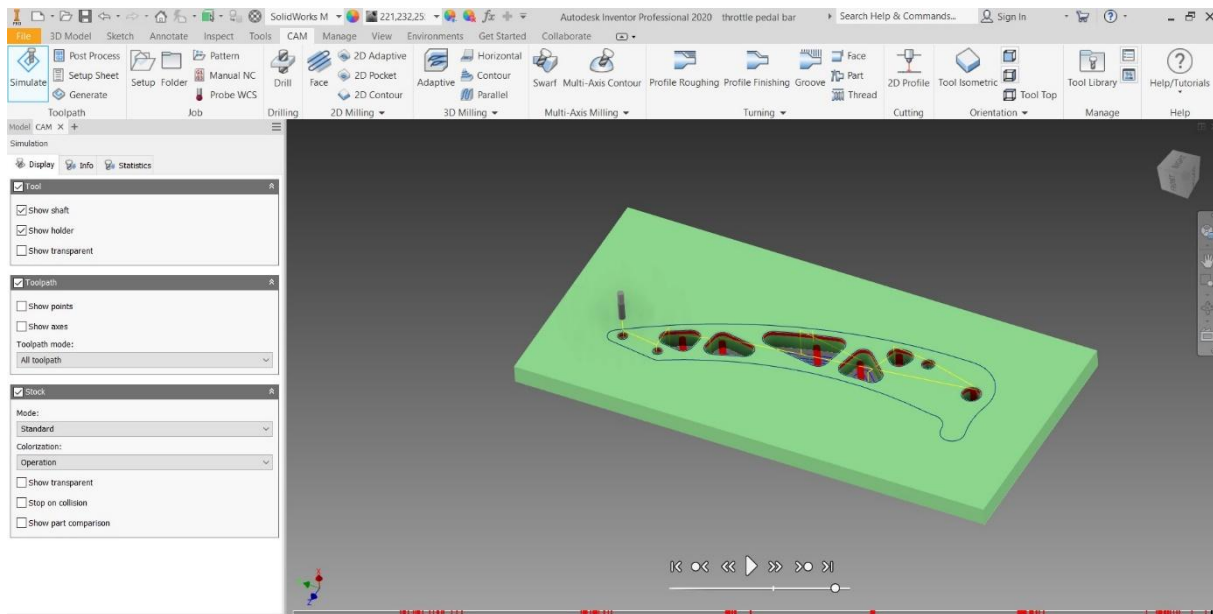 SolidWorks M 221,232,25 Autodesk Inventor Professional 2020 throttle pedal bar Search Help & Commands... Sign In
File 3D Model Sketch Annotate Inspect Tools CAM Manage View Environments Get Started Collaborate
Simulate
Post Process
Setup Sheet
Generate
Toolpath
Setup Folder
Pattern
Manual NC
Probe WCS
Job
Drill
Drilling
Face
2D Adaptive
2D Pocket
2D Contour
2D Milling
Adaptive
Horizontal
Contour
Parallel
3D Milling
Swarf Multi-Axis Contour
Multi-Axis Milling
Profile Roughing Profile Finishing Groove
Face
Part
Thread
Turning
2D Profile
Cutting
Tool Isometric
Tool Top
Orientation
Tool Library
Manage
Help/Tutorials
Help
Model CAM X +
Simulation
Display Info Statistics
Tool
Show shaft
Show holder
Show transparent
Toolpath
Show points
Show axes
Toolpath mode:
All toolpath
Stock
Mode:
Standard
Colorization:
Operation
Show transparent
Stop on collision
Show part comparison
X
Z